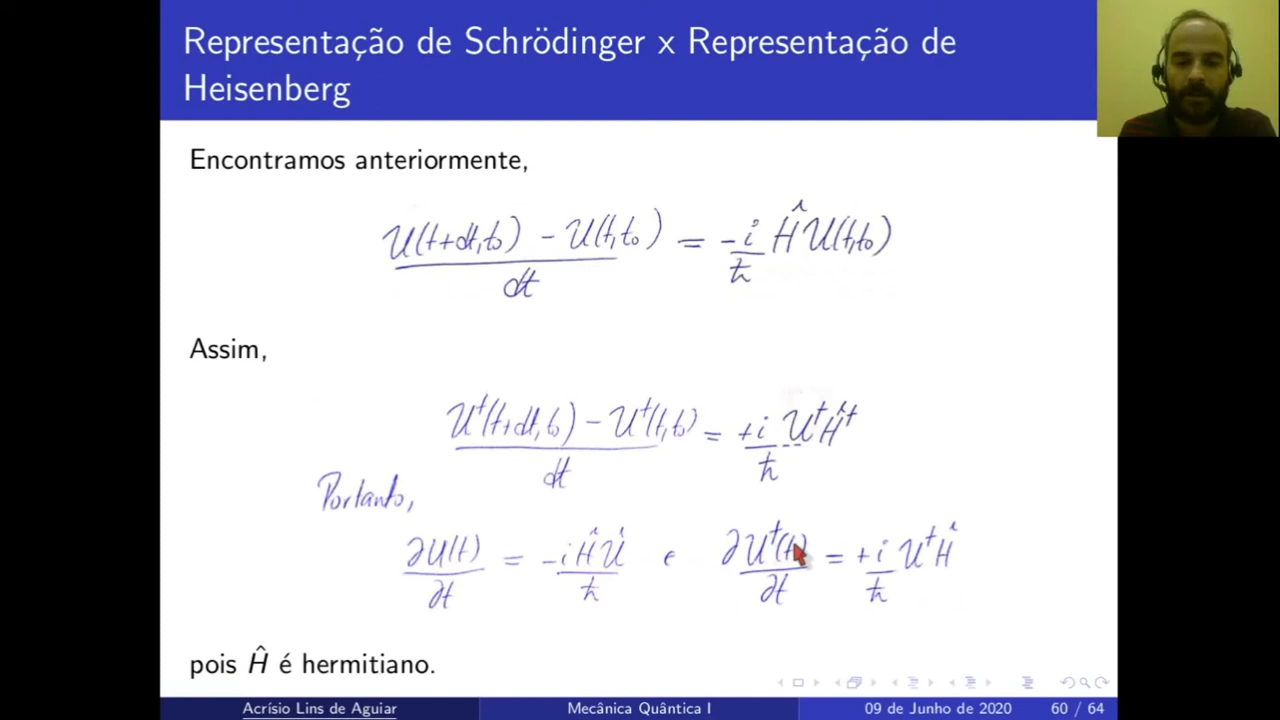 Representação de Schrödinger x Representação de
Heisenberg
Encontramos anteriormente,
U(t+dt,t₀) - U(t,t₀) / dt = -i/ħ Ĥ U(t,t₀)
Assim,
U†(t+dt,t₀) - U†(t,t₀) / dt = +i/ħ U†Ĥ†
Portanto,
∂U(t)/∂t = -iĤU/ħ e ∂U†(t)/∂t = +i/ħ U†Ĥ
pois Ĥ é hermitiano.
Acrísio Lins de Aguiar Mecânica Quântica I 09 de Junho de 2020 60 / 64